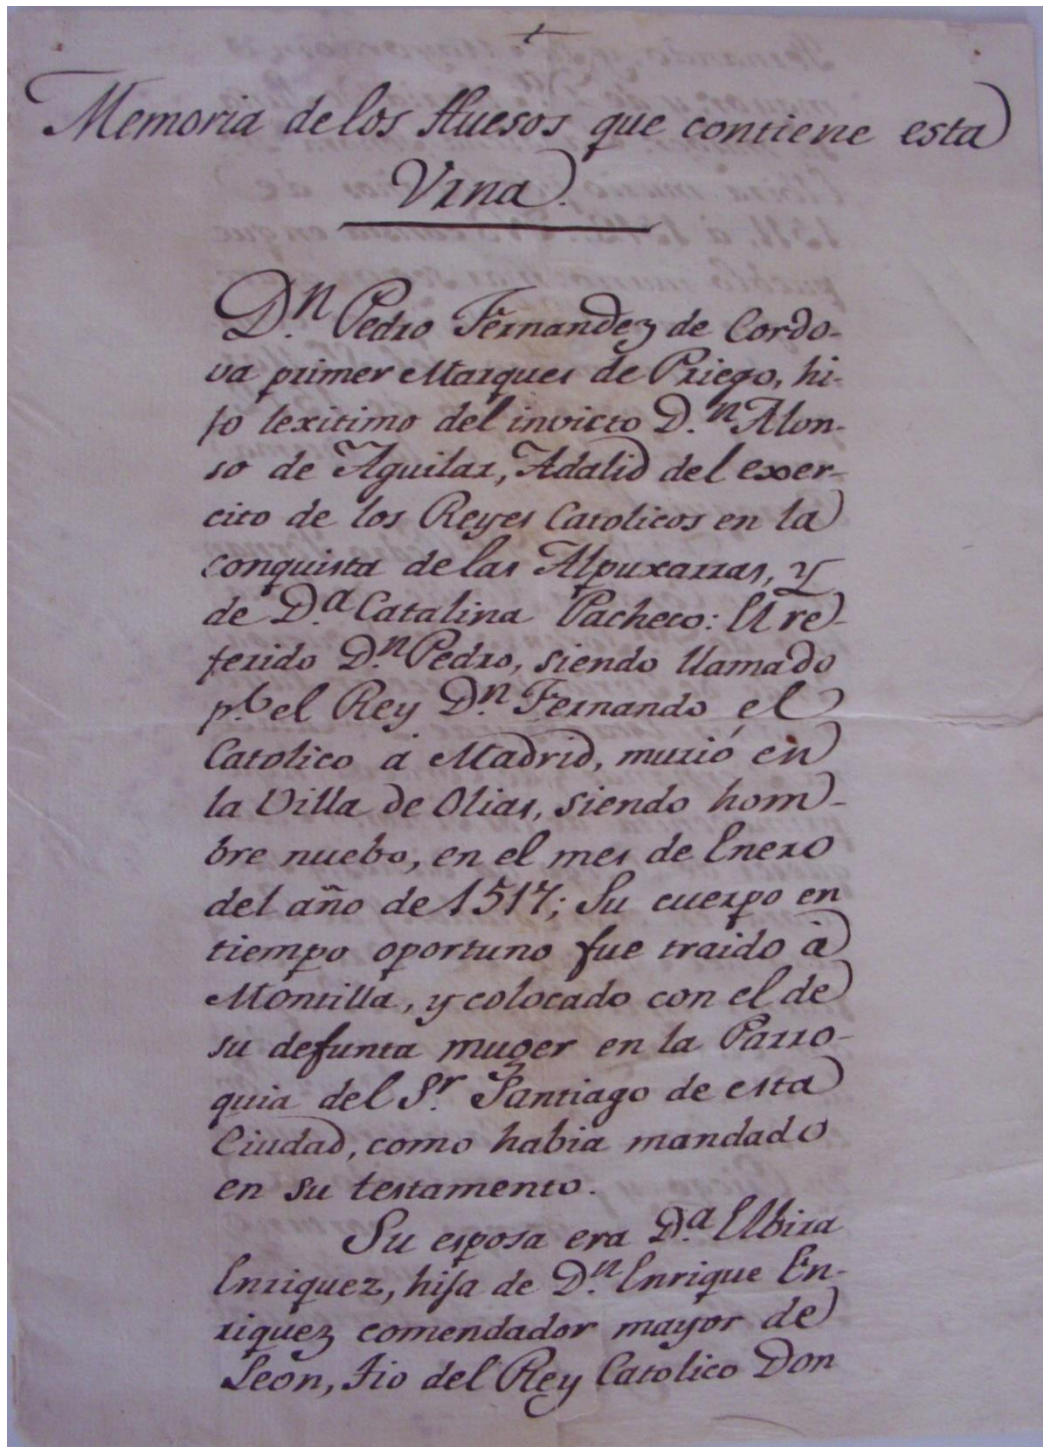 Memoria de los Huesos que contiene esta
Vrna.
D.n Pedro Fernandez de Cordo-
va primer Marques de Priego, hi-
jo lexitimo del invicto D.n Alon-
so de Aguilar, Adalid del exer-
cito de los Reyes Catolicos en la
conquista de las Alpuxarras, y
de D.a Catalina Pacheco: El re-
ferido D.n Pedro, siendo llamado
p.r el Rey D.n Fernando el
Catolico á Madrid, murió en
la Villa de Olias, siendo hom-
bre nuebo, en el mes de Enero
del año de 1517; Su cuerpo en
tiempo oportuno fue traido à
Montilla, y colocado con el de
su defunta muger en la Parro-
quia del S.r Santiago de esta
Ciudad, como habia mandado
en su testamento.
Su esposa era D.a Elbira
Enriquez, hija de D.n Enrique En-
riquez comendador mayor de
Leon, tio del Rey Catolico Don